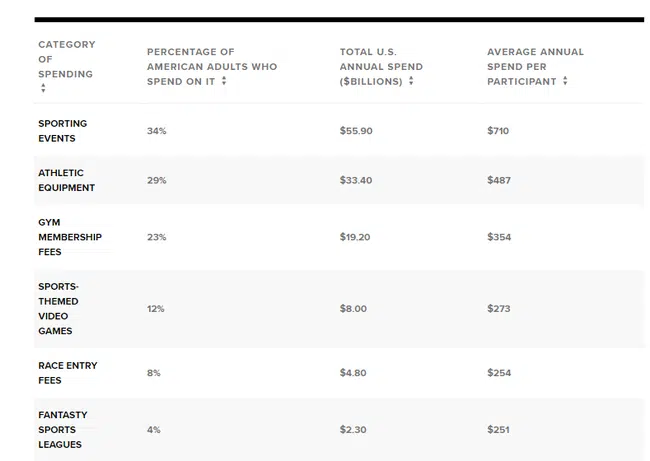 CATEGORY
OF
SPENDING
PERCENTAGE OF
AMERICAN ADULTS WHO
SPEND ON IT
TOTAL U.S.
ANNUAL SPEND
($BILLIONS)
AVERAGE ANNUAL
SPEND PER
PARTICIPANT
SPORTING
EVENTS
34%
$55.90
$710
ATHLETIC
EQUIPMENT
29%
$33.40
$487
GYM
MEMBERSHIP
FEES
23%
$19.20
$354
SPORTS-
THEMED
VIDEO
GAMES
12%
$8.00
$273
RACE ENTRY
FEES
8%
$4.80
$254
FANTASTY
SPORTS
LEAGUES
4%
$2.30
$251